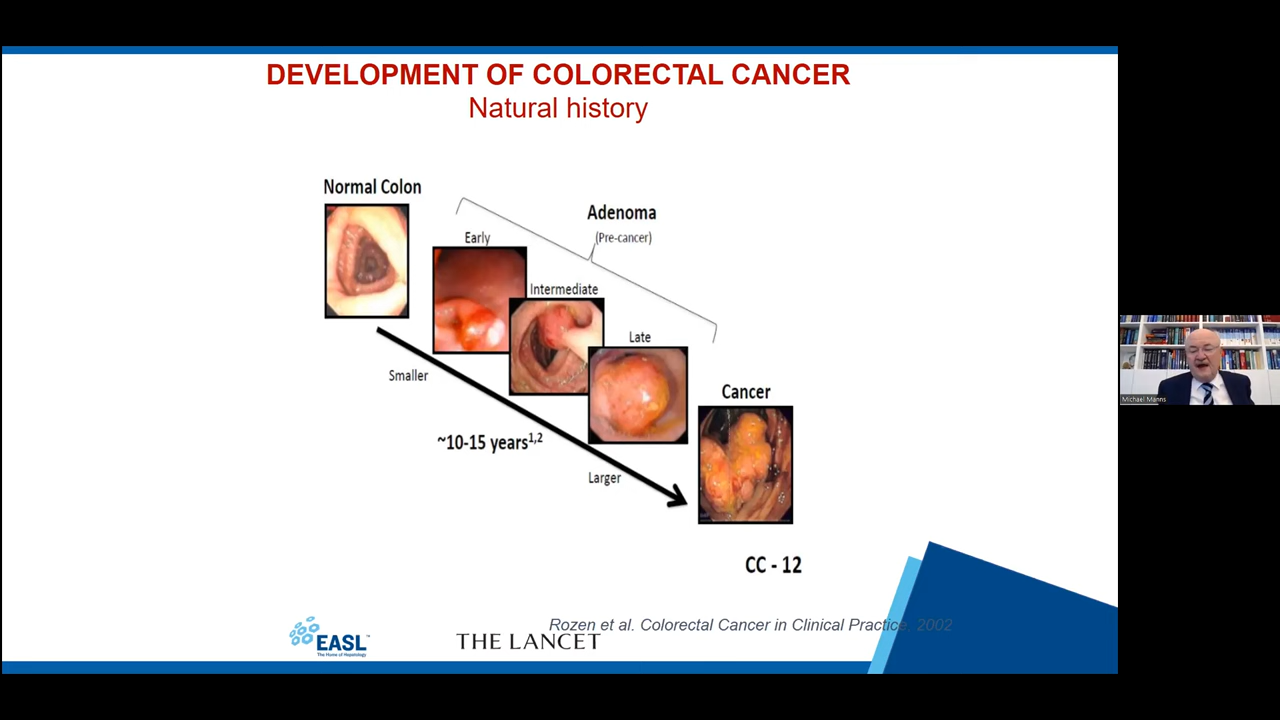 DEVELOPMENT OF COLORECTAL CANCER
Natural history
Normal Colon
Adenoma
(Pre-cancer)
Early
Intermediate
Late
Smaller
Cancer
~10-15 years1,2
Larger
CC - 12
Rozen et al. Colorectal Cancer in Clinical Practice, 2002
EASL™
The Home of Hepatology
THE LANCET
Michael Manns